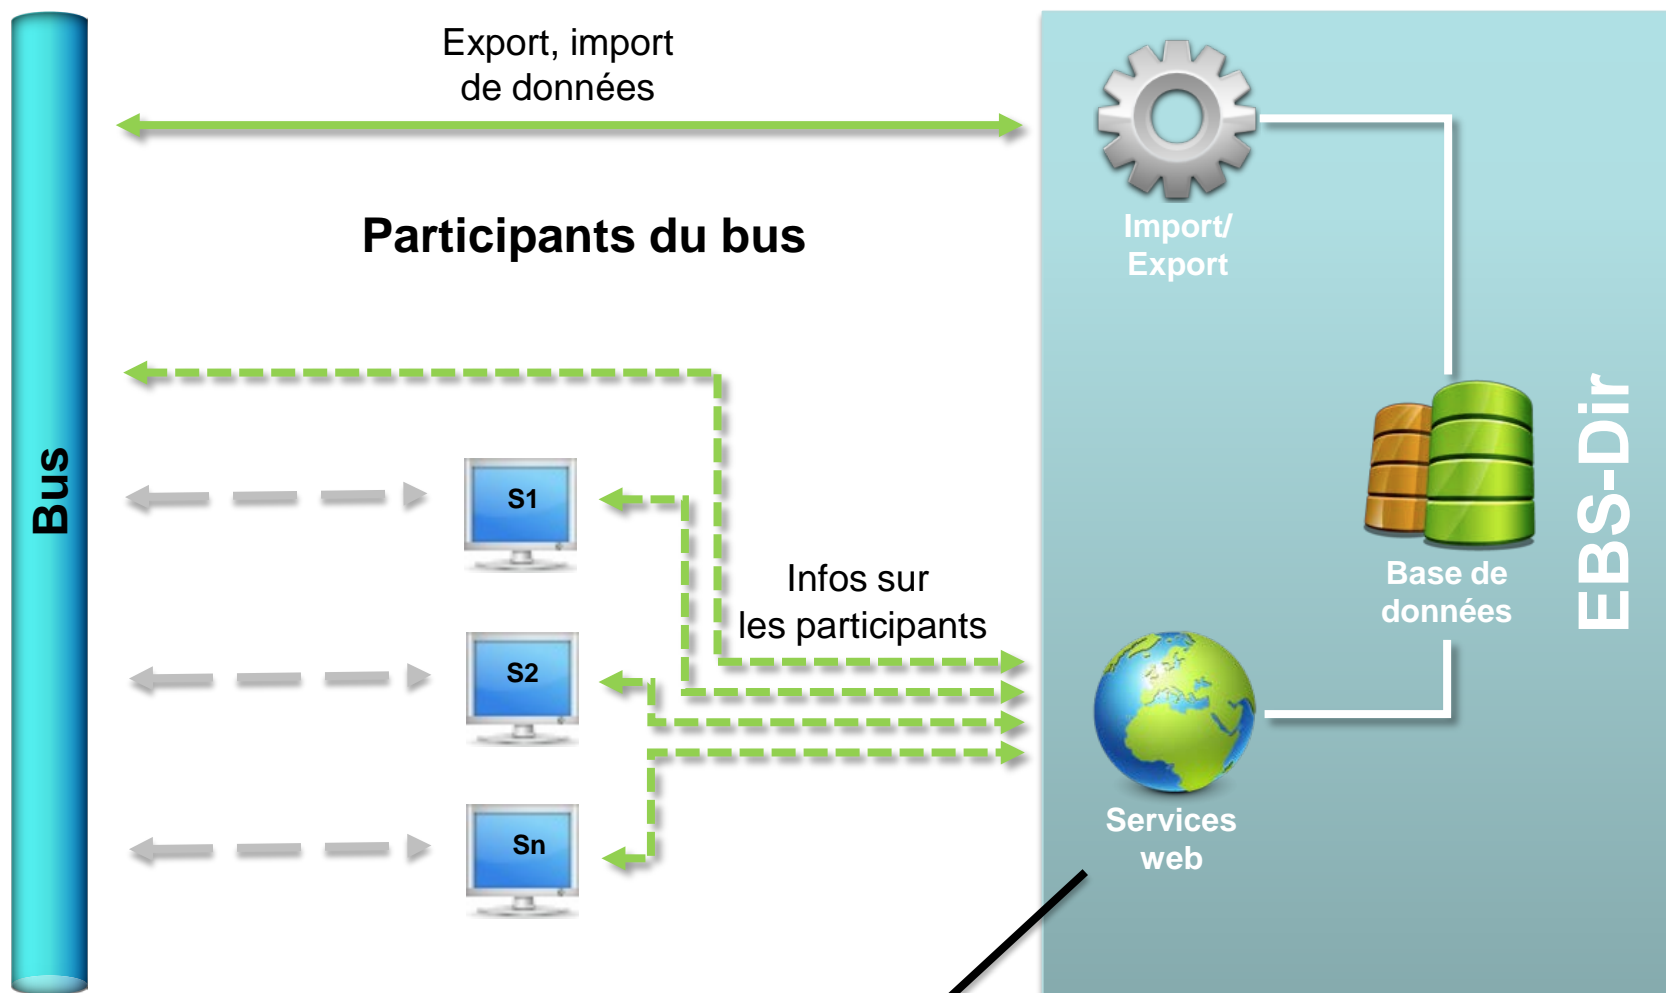 Export, import
de données
Participants du bus
Import/
Export
Bus
S1
S2
Sn
Infos sur
les participants
Base de
données
EBS-Dir
Services
web